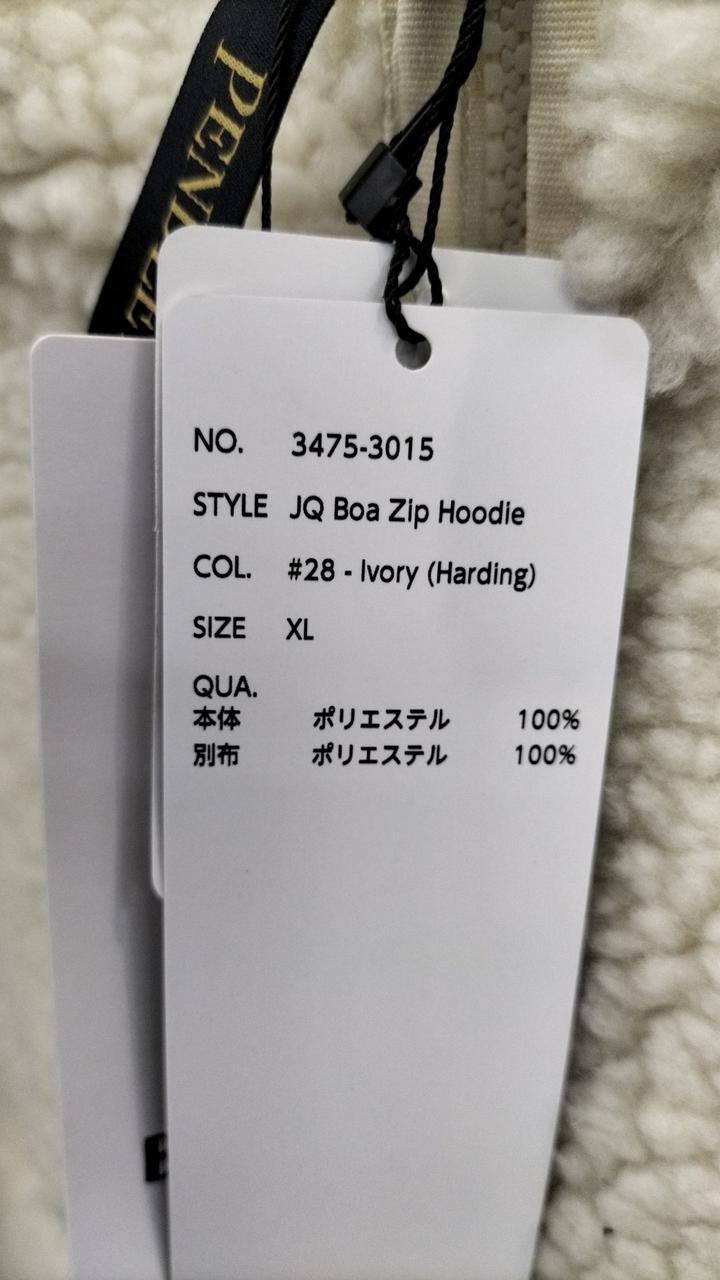 PENDLE
NO. 3475-3015
STYLE JQ Boa Zip Hoodie
COL. #28 - Ivory (Harding)
SIZE XL
QUA.
本体 ポリエステル 100%
別布 ポリエステル 100%